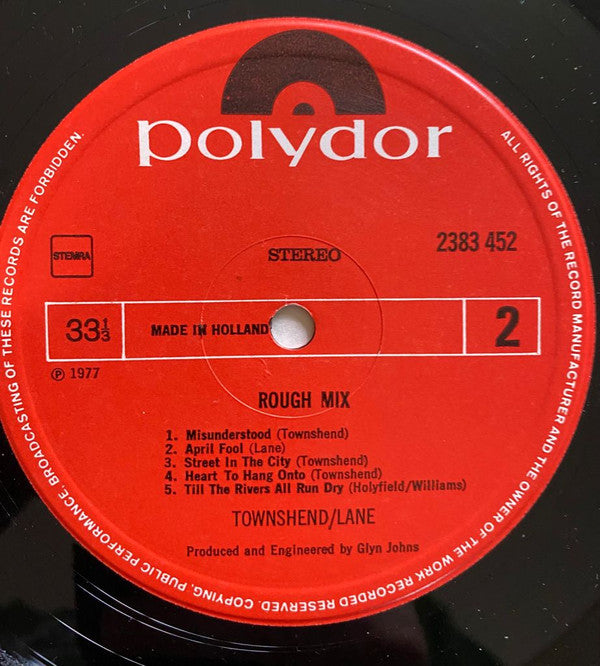 polydor
STEMRA
STEREO
2383 452
33 1/3
MADE IN HOLLAND
2
℗ 1977
ROUGH MIX
1. Misunderstood (Townshend)
2. April Fool (Lane)
3. Street In The City (Townshend)
4. Heart To Hang Onto (Townshend)
5. Till The Rivers All Run Dry (Holyfield/Williams)
TOWNSHEND/LANE
Produced and Engineered by Glyn Johns
ALL RIGHTS OF THE RECORD MANUFACTURER AND THE OWNER OF THE WORK RECORDED RESERVED. COPYING, PUBLIC PERFORMANCE, BROADCASTING OF THESE RECORDS ARE FORBIDDEN.